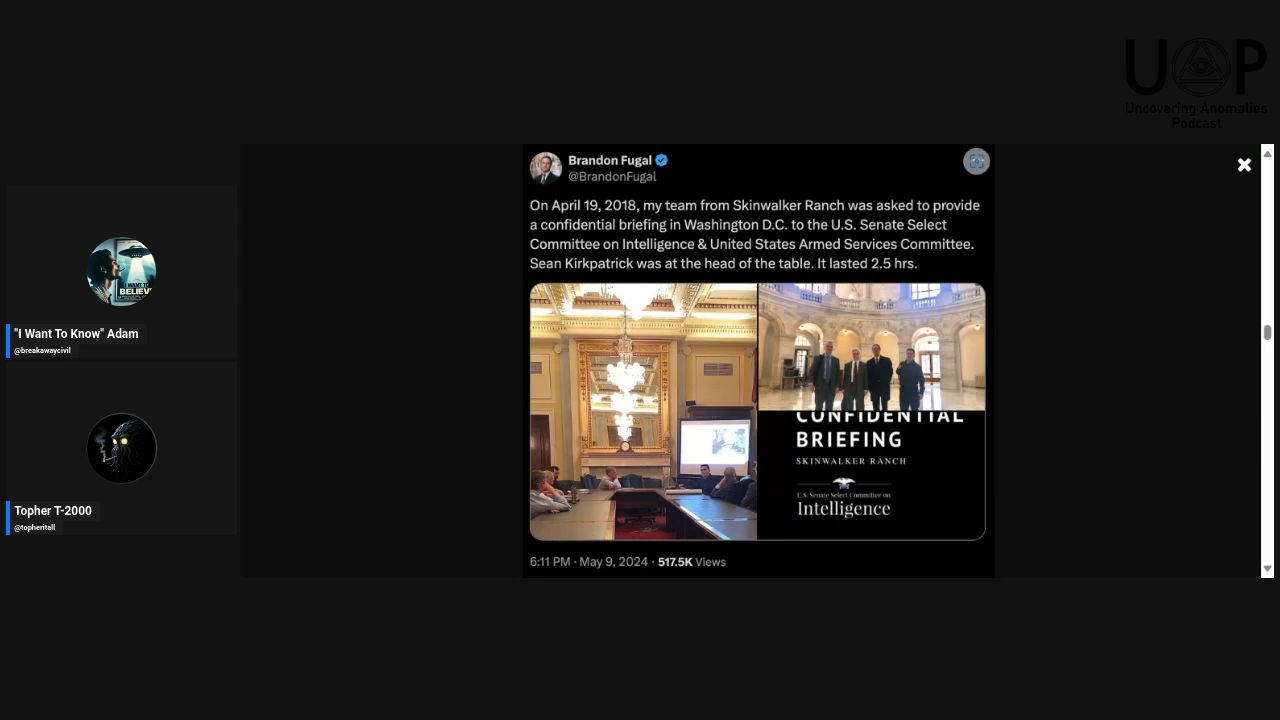 UAP
Uncovering Anomalies
Podcast
Brandon Fugal
@BrandonFugal
On April 19, 2018, my team from Skinwalker Ranch was asked to provide
a confidential briefing in Washington D.C. to the U.S. Senate Select
Committee on Intelligence & United States Armed Services Committee.
Sean Kirkpatrick was at the head of the table. It lasted 2.5 hrs.
CONFIDENTIAL
BRIEFING
SKINWALKER RANCH
U.S. Senate Select Committee on
Intelligence
6:11 PM · May 9, 2024 · 517.5K Views
"I Want To Know" Adam
@breakawaycivil
Topher T-2000
@topheritall